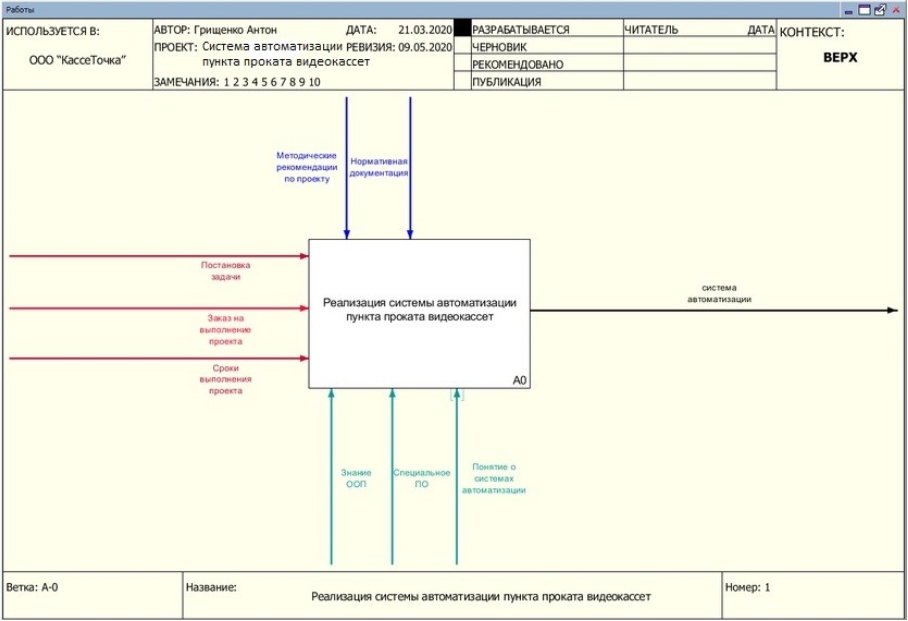 Работы
ИСПОЛЬЗУЕТСЯ В:
ООО "КассеТочка"
АВТОР: Грищенко Антон
ДАТА: 21.03.2020
ПРОЕКТ: Система автоматизации
пункта проката видеокассет
РЕВИЗИЯ: 09.05.2020
ЗАМЕЧАНИЯ: 1 2 3 4 5 6 7 8 9 10
РАЗРАБАТЫВАЕТСЯ
ЧЕРНОВИК
РЕКОМЕНДОВАНО
ПУБЛИКАЦИЯ
ЧИТАТЕЛЬ
ДАТА
КОНТЕКСТ:
ВЕРХ
Методические
рекомендации
по проекту
Нормативная
документация
Постановка
задачи
Заказ на
выполнение
проекта
Сроки
выполнения
проекта
Реализация системы автоматизации
пункта проката видеокассет
A0
система
автоматизации
Знание
ООП
Специальное
ПО
Понятие о
системах
автоматизации
Ветка: A-0
Название:
Реализация системы автоматизации пункта проката видеокассет
Номер: 1